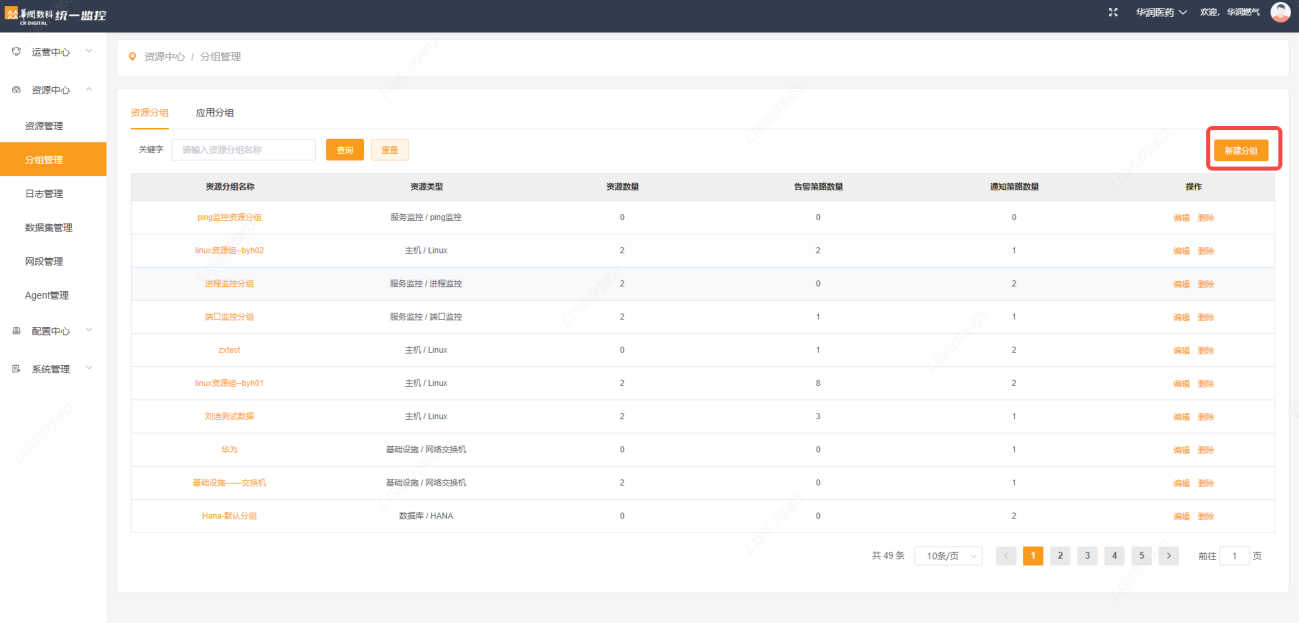 华润数科 统一监控
CR DIGITAL
华润医药
欢迎，华润燃气
运营中心
资源中心
资源管理
分组管理
日志管理
数据集管理
网段管理
Agent管理
配置中心
系统管理
资源中心 / 分组管理
资源分组 应用分组
关键字 请输入资源分组名称 查询 重置 新建分组
资源分组名称 资源类型 资源数量 告警策略数量 通知策略数量 操作
ping监控资源分组 服务监控 / ping监控 0 0 0 编辑 删除
linux资源组--byh02 主机 / Linux 2 2 1 编辑 删除
进程监控分组 服务监控 / 进程监控 2 0 2 编辑 删除
端口监控分组 服务监控 / 端口监控 2 1 1 编辑 删除
zxtest 主机 / Linux 0 1 2 编辑 删除
linux资源组--byh01 主机 / Linux 2 8 2 编辑 删除
刘迪测试数据 主机 / Linux 2 3 1 编辑 删除
华为 基础设施 / 网络交换机 0 0 1 编辑 删除
基础设施——交换机 基础设施 / 网络交换机 2 0 1 编辑 删除
Hana-默认分组 数据库 / HANA 0 0 2 编辑 删除
共 49 条 10条/页 < 1 2 3 4 5 > 前往 1 页